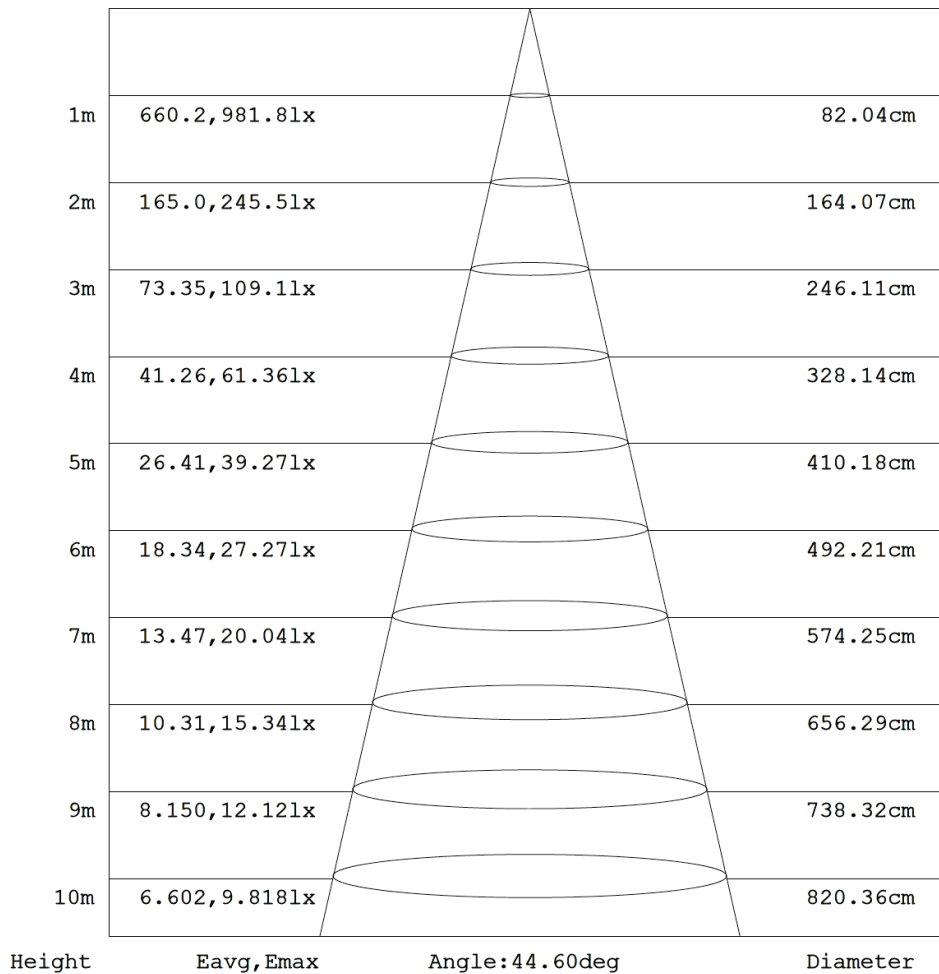 1m 660.2,981.8lx 82.04cm
2m 165.0,245.5lx 164.07cm
3m 73.35,109.1lx 246.11cm
4m 41.26,61.36lx 328.14cm
5m 26.41,39.27lx 410.18cm
6m 18.34,27.27lx 492.21cm
7m 13.47,20.04lx 574.25cm
8m 10.31,15.34lx 656.29cm
9m 8.150,12.12lx 738.32cm
10m 6.602,9.818lx 820.36cm
Height Eavg,Emax Angle:44.60deg Diameter